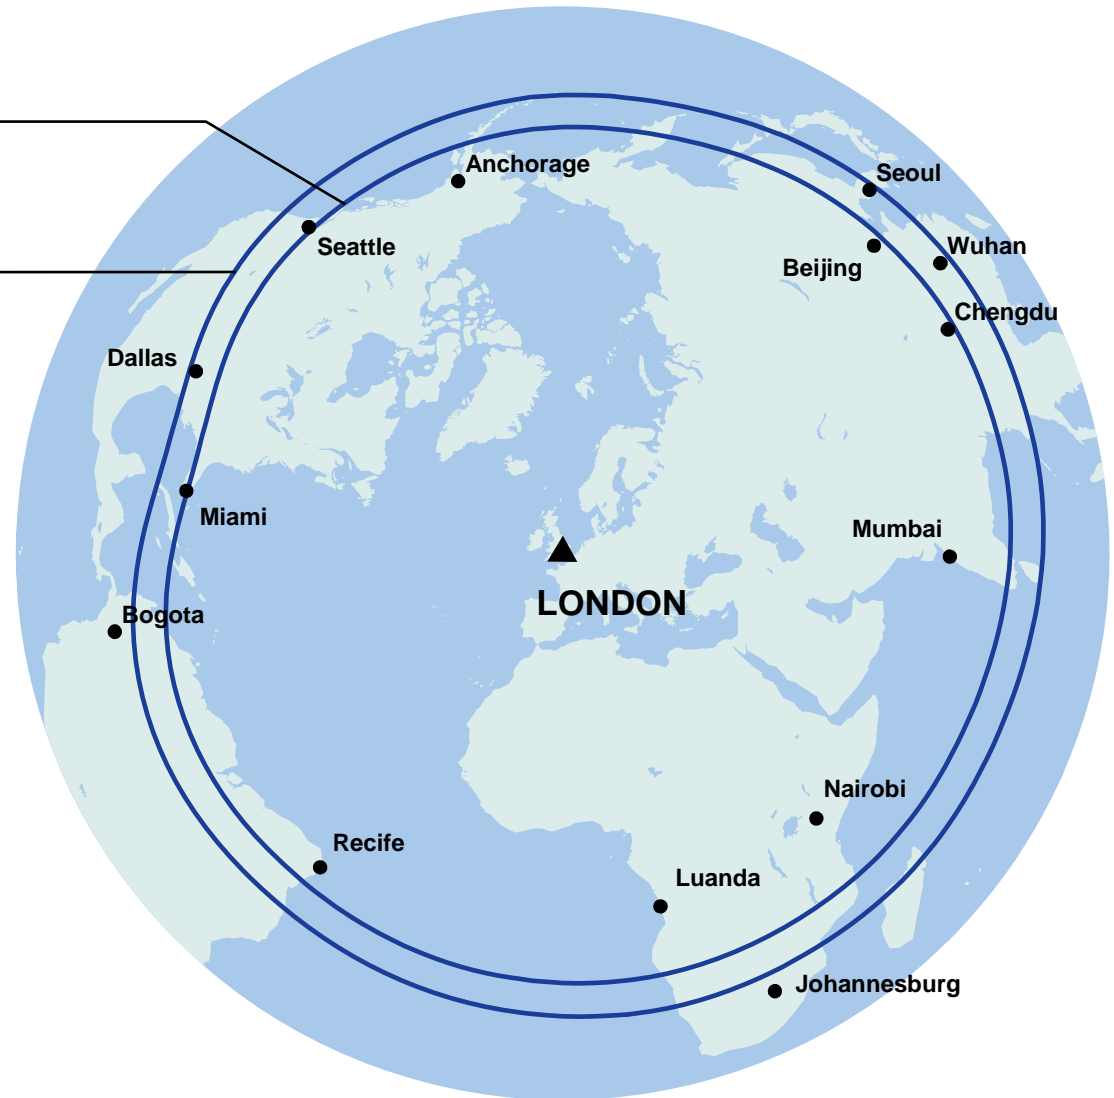 Anchorage
Seoul
Seattle
Wuhan
Beijing
Chengdu
Dallas
Miami
Mumbai
LONDON
Bogota
Nairobi
Recife
Luanda
Johannesburg